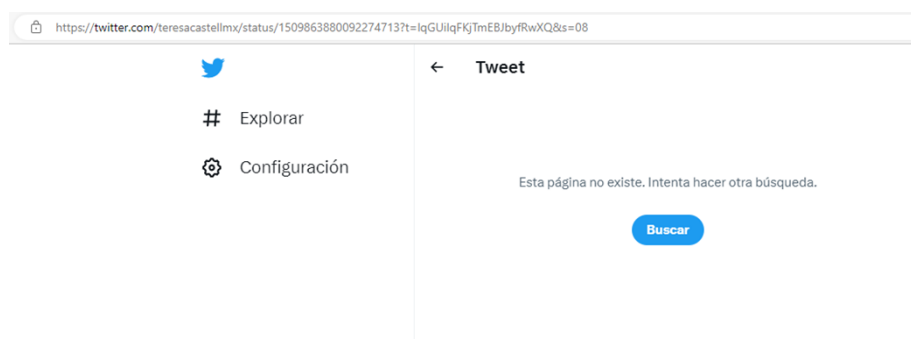 https://twitter.com/teresacastellmx/status/1509863880092274713?t=IqGUilqFKjTmEBJbyfRwXQ&s=08
← Tweet
# Explorar
Configuración
Esta página no existe. Intenta hacer otra búsqueda.
Buscar